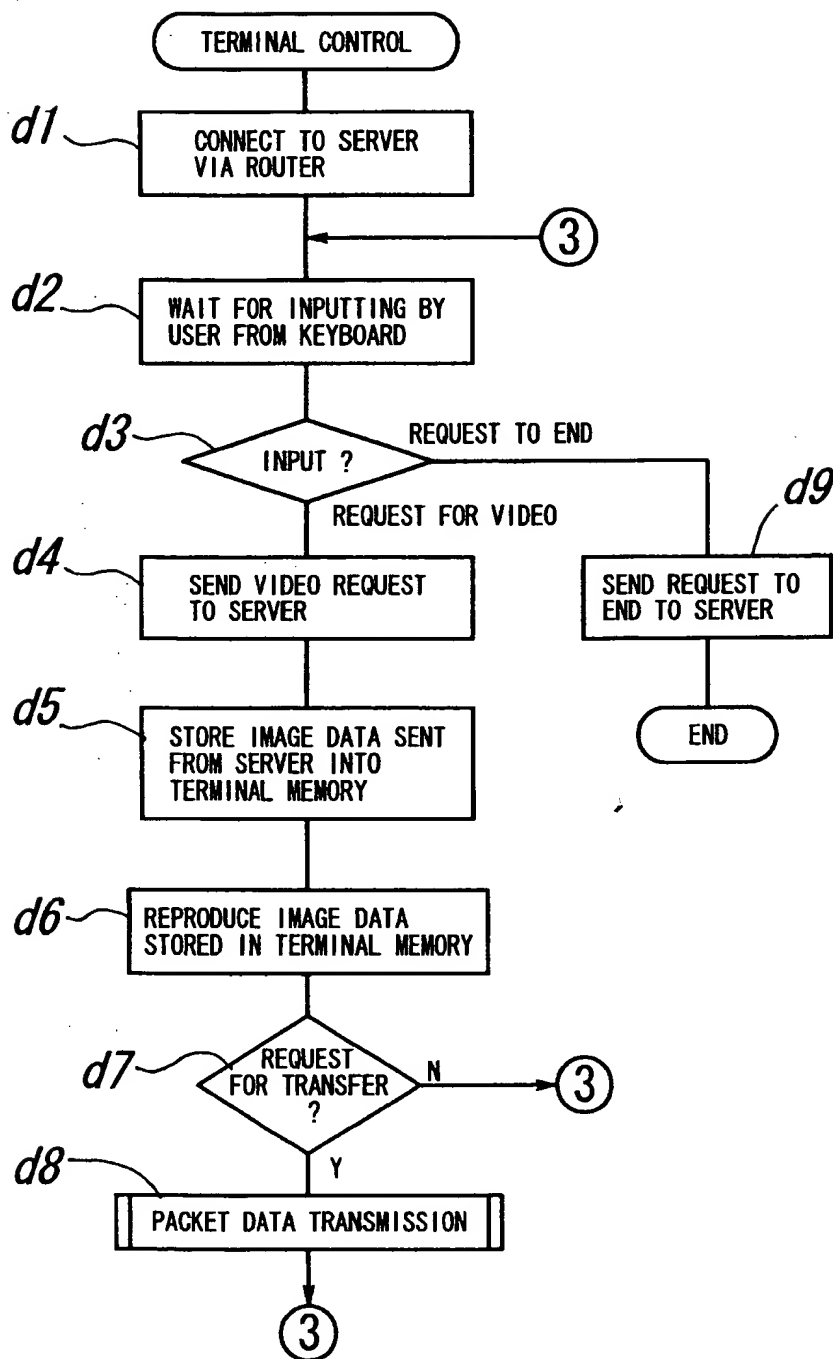 TERMINAL CONTROL
d1
CONNECT TO SERVER
VIA ROUTER
3
d2
WAIT FOR INPUTTING BY
USER FROM KEYBOARD
d3
INPUT ?
REQUEST TO END
REQUEST FOR VIDEO
d9
d4
SEND VIDEO REQUEST
TO SERVER
SEND REQUEST TO
END TO SERVER
d5
STORE IMAGE DATA SENT
FROM SERVER INTO
TERMINAL MEMORY
END
d6
REPRODUCE IMAGE DATA
STORED IN TERMINAL MEMORY
d7
REQUEST
FOR TRANSFER
?
N
3
Y
d8
PACKET DATA TRANSMISSION
3